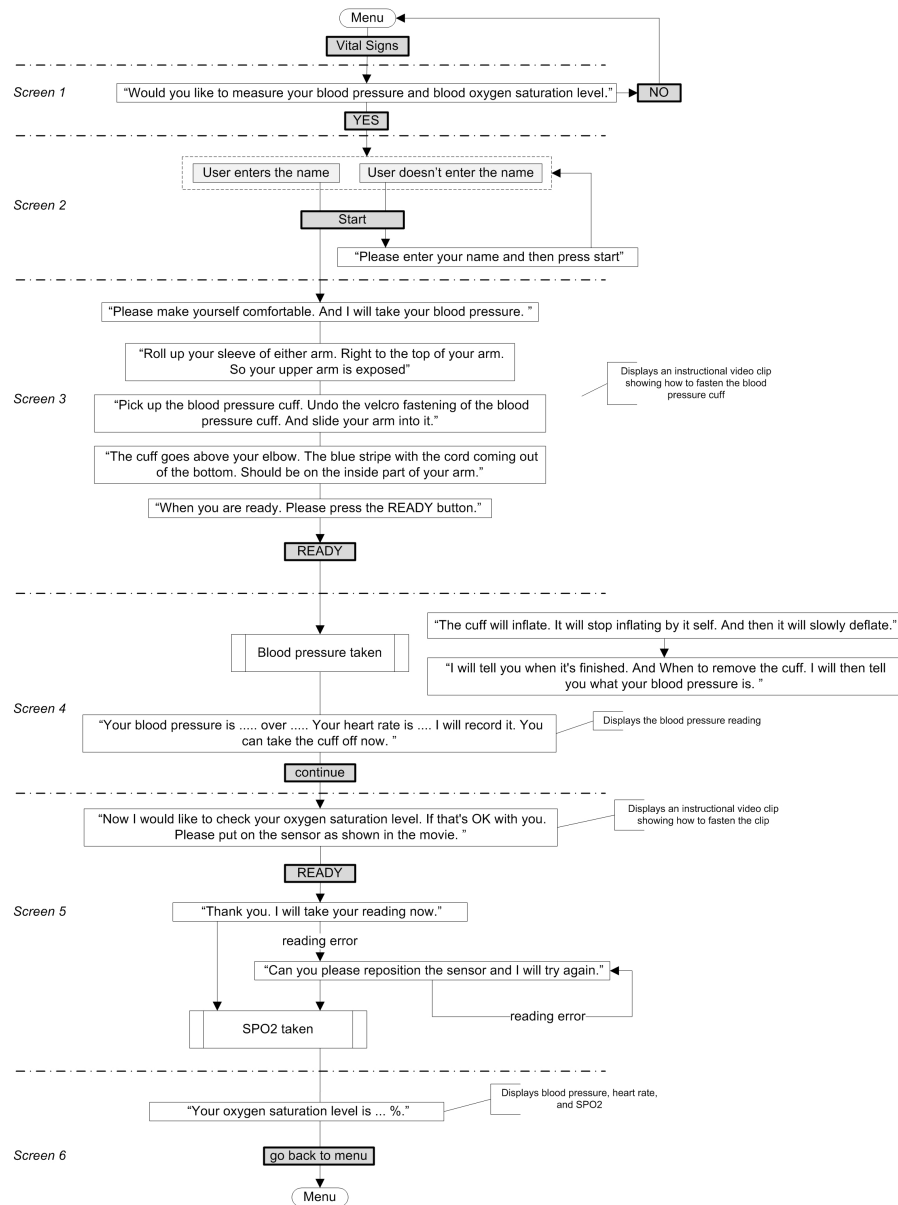 Menu
Vital Signs
Screen 1
“Would you like to measure your blood pressure and blood oxygen saturation level.”
NO
YES
Screen 2
User enters the name
User doesn’t enter the name
Start
“Please enter your name and then press start”
Screen 3
“Please make yourself comfortable. And I will take your blood pressure. ”
“Roll up your sleeve of either arm. Right to the top of your arm.
So your upper arm is exposed”
Displays an instructional video clip
showing how to fasten the blood
pressure cuff
“Pick up the blood pressure cuff. Undo the velcro fastening of the blood
pressure cuff. And slide your arm into it.”
“The cuff goes above your elbow. The blue stripe with the cord coming out
of the bottom. Should be on the inside part of your arm.”
“When you are ready. Please press the READY button.”
READY
Screen 4
Blood pressure taken
“The cuff will inflate. It will stop inflating by it self. And then it will slowly deflate.”
“I will tell you when it's finished. And When to remove the cuff. I will then tell
you what your blood pressure is. ”
“Your blood pressure is ..... over ..... Your heart rate is .... I will record it. You
can take the cuff off now. ”
Displays the blood pressure reading
continue
Screen 5
“Now I would like to check your oxygen saturation level. If that's OK with you.
Please put on the sensor as shown in the movie. ”
Displays an instructional video clip
showing how to fasten the clip
READY
“Thank you. I will take your reading now.”
reading error
“Can you please reposition the sensor and I will try again.”
reading error
SPO2 taken
Screen 6
“Your oxygen saturation level is ... %.”
Displays blood pressure, heart rate,
and SPO2
go back to menu
Menu